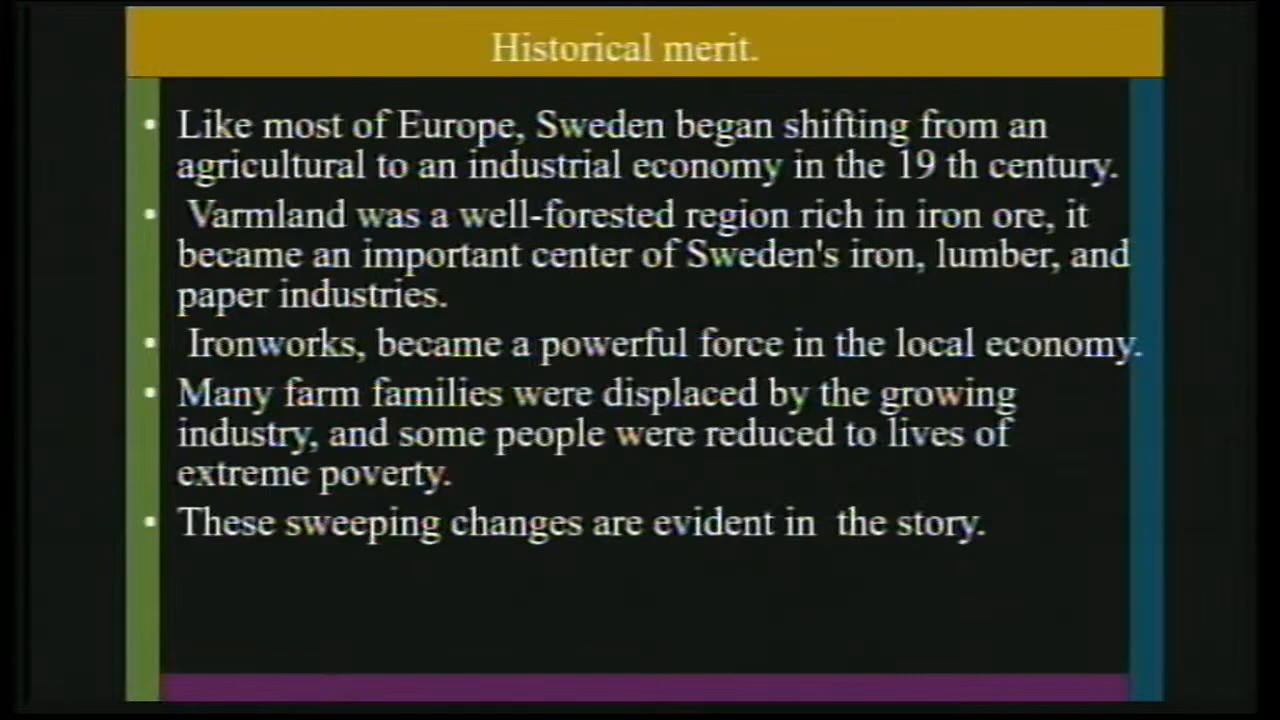 Historical merit.
• Like most of Europe, Sweden began shifting from an
agricultural to an industrial economy in the 19 th century.
• Varmland was a well-forested region rich in iron ore, it
became an important center of Sweden's iron, lumber, and
paper industries.
• Ironworks, became a powerful force in the local economy.
• Many farm families were displaced by the growing
industry, and some people were reduced to lives of
extreme poverty.
• These sweeping changes are evident in  the story.